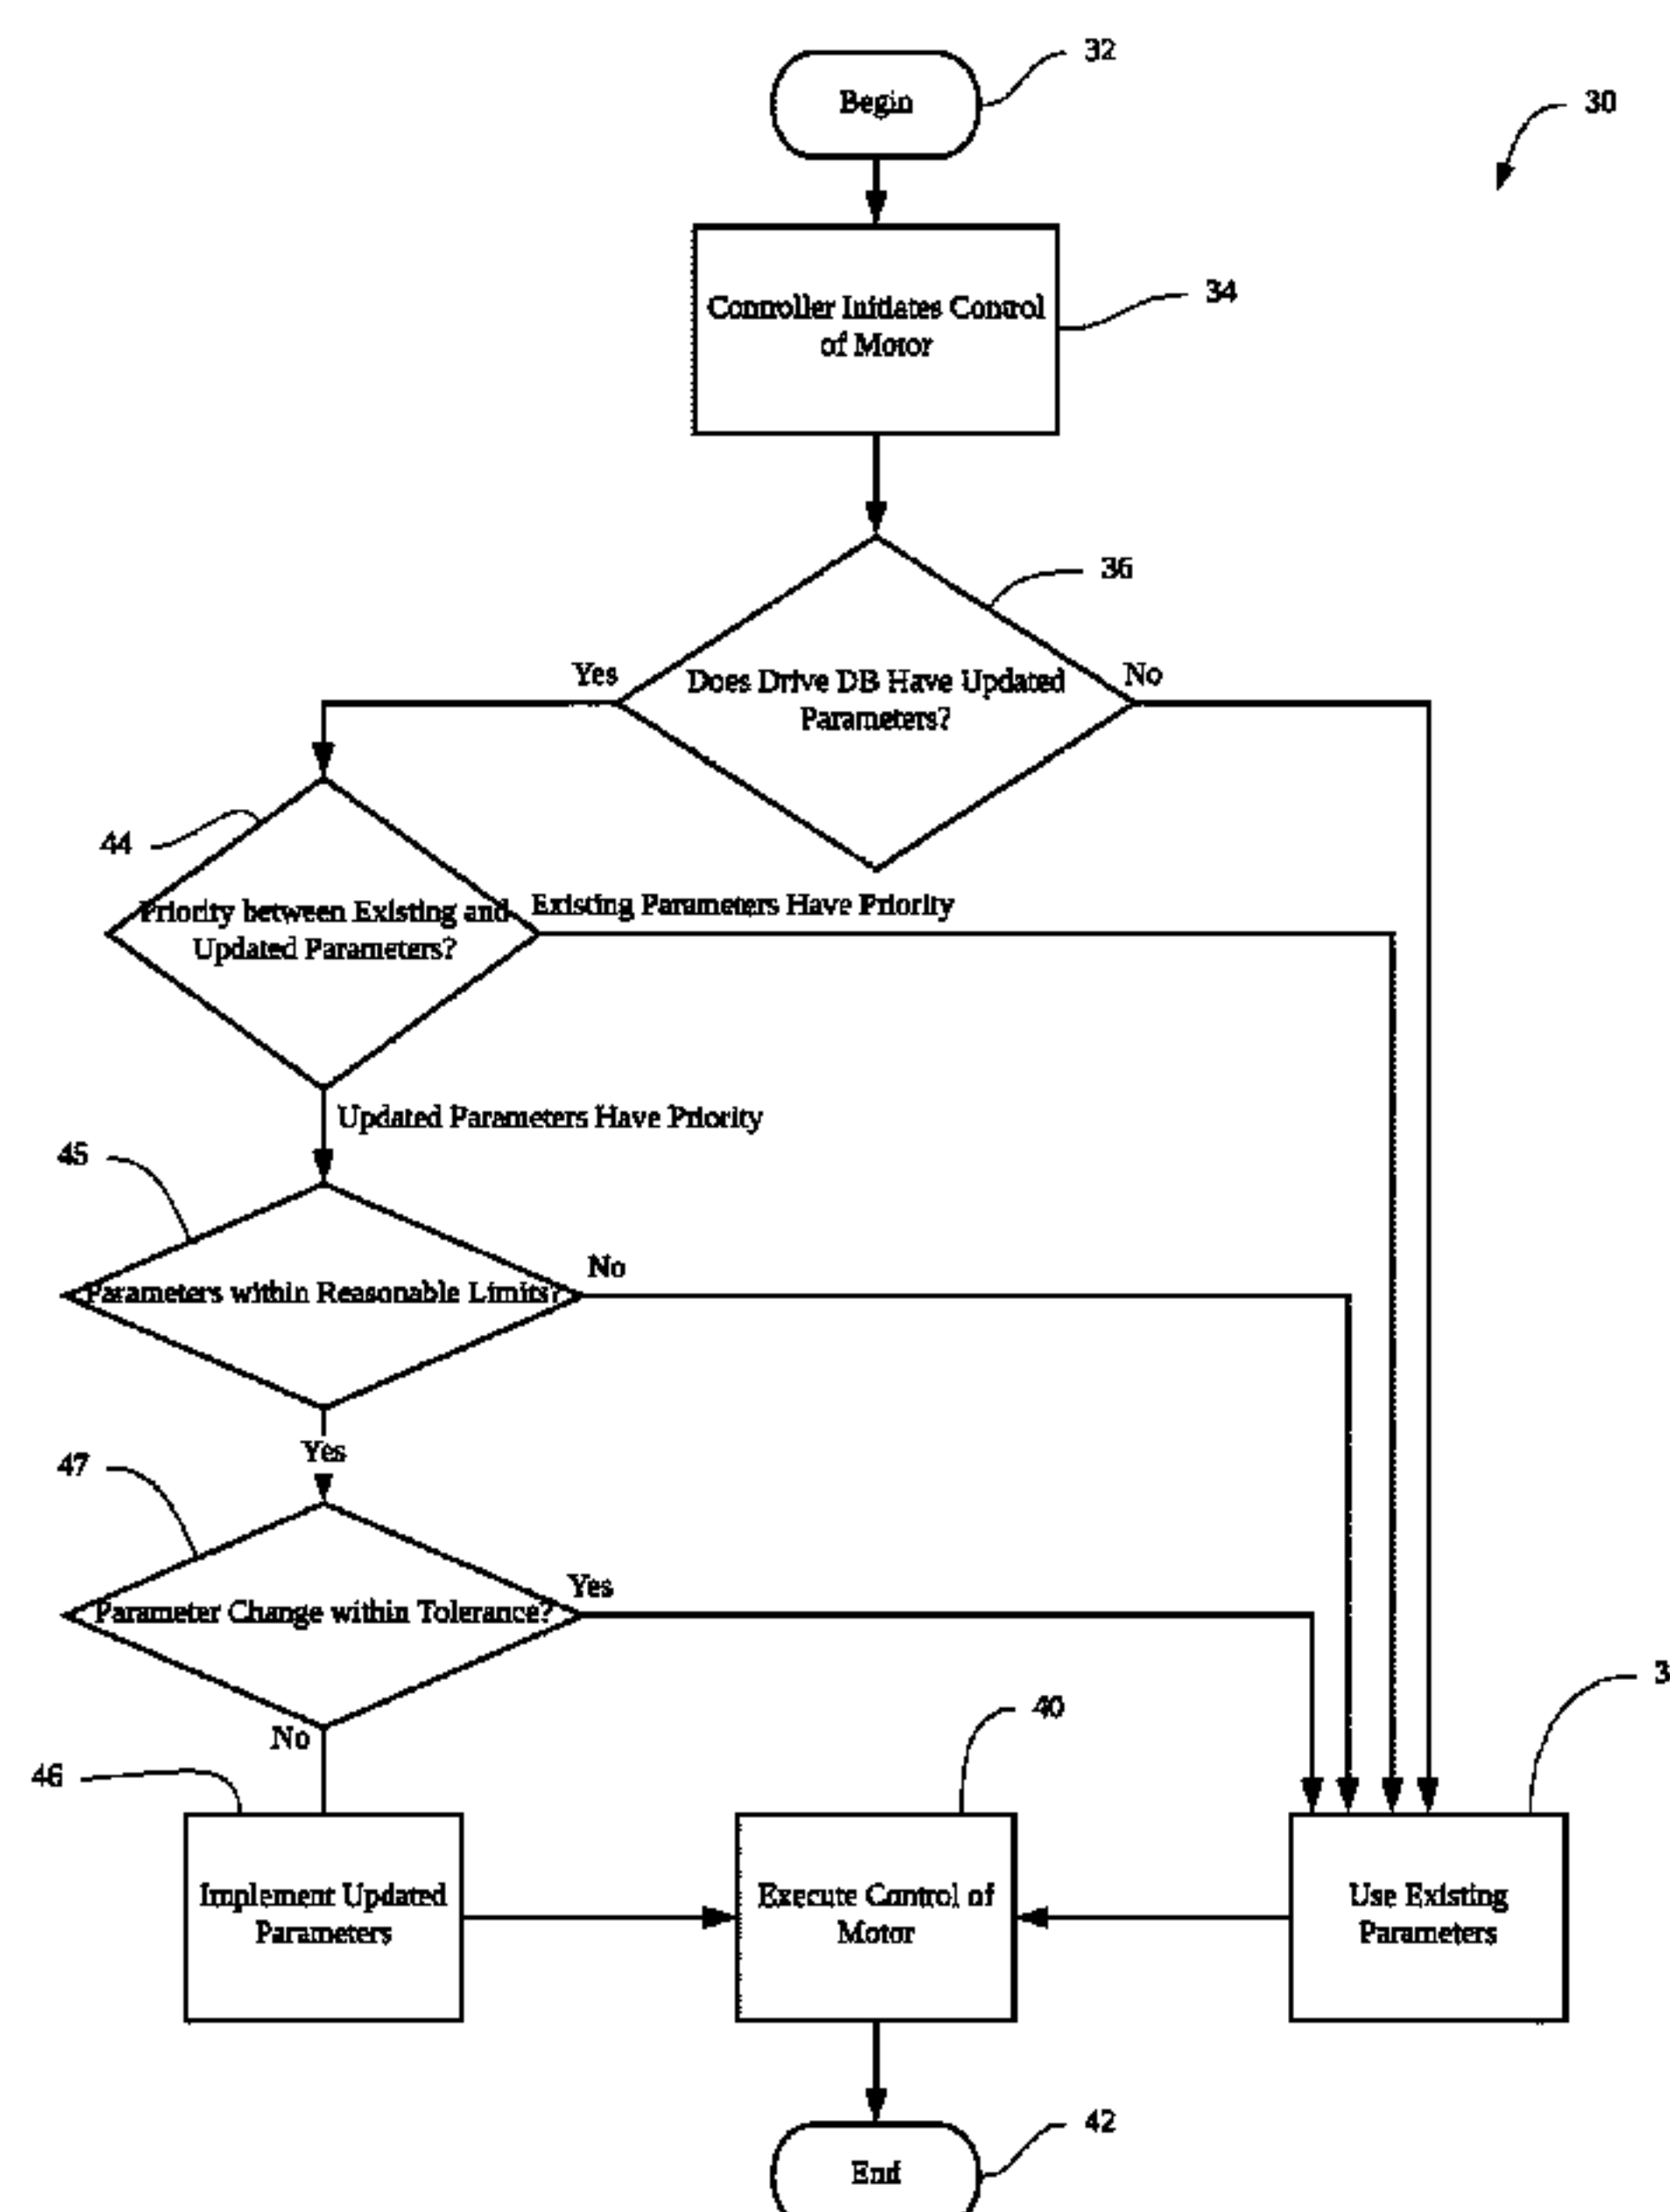 32
Begin
30
34
Controller Initiates Control
of Motor
36
Yes
No
Does Drive DB Have Updated
Parameters?
44
Existing Parameters Have Priority
Priority between Existing and
Updated Parameters?
Updated Parameters Have Priority
45
No
Parameters within Reasonable Limits?
Yes
47
Yes
Parameter Change within Tolerance?
3
40
No
46
Implement Updated
Parameters
Execute Control of
Motor
Use Existing
Parameters
42
End